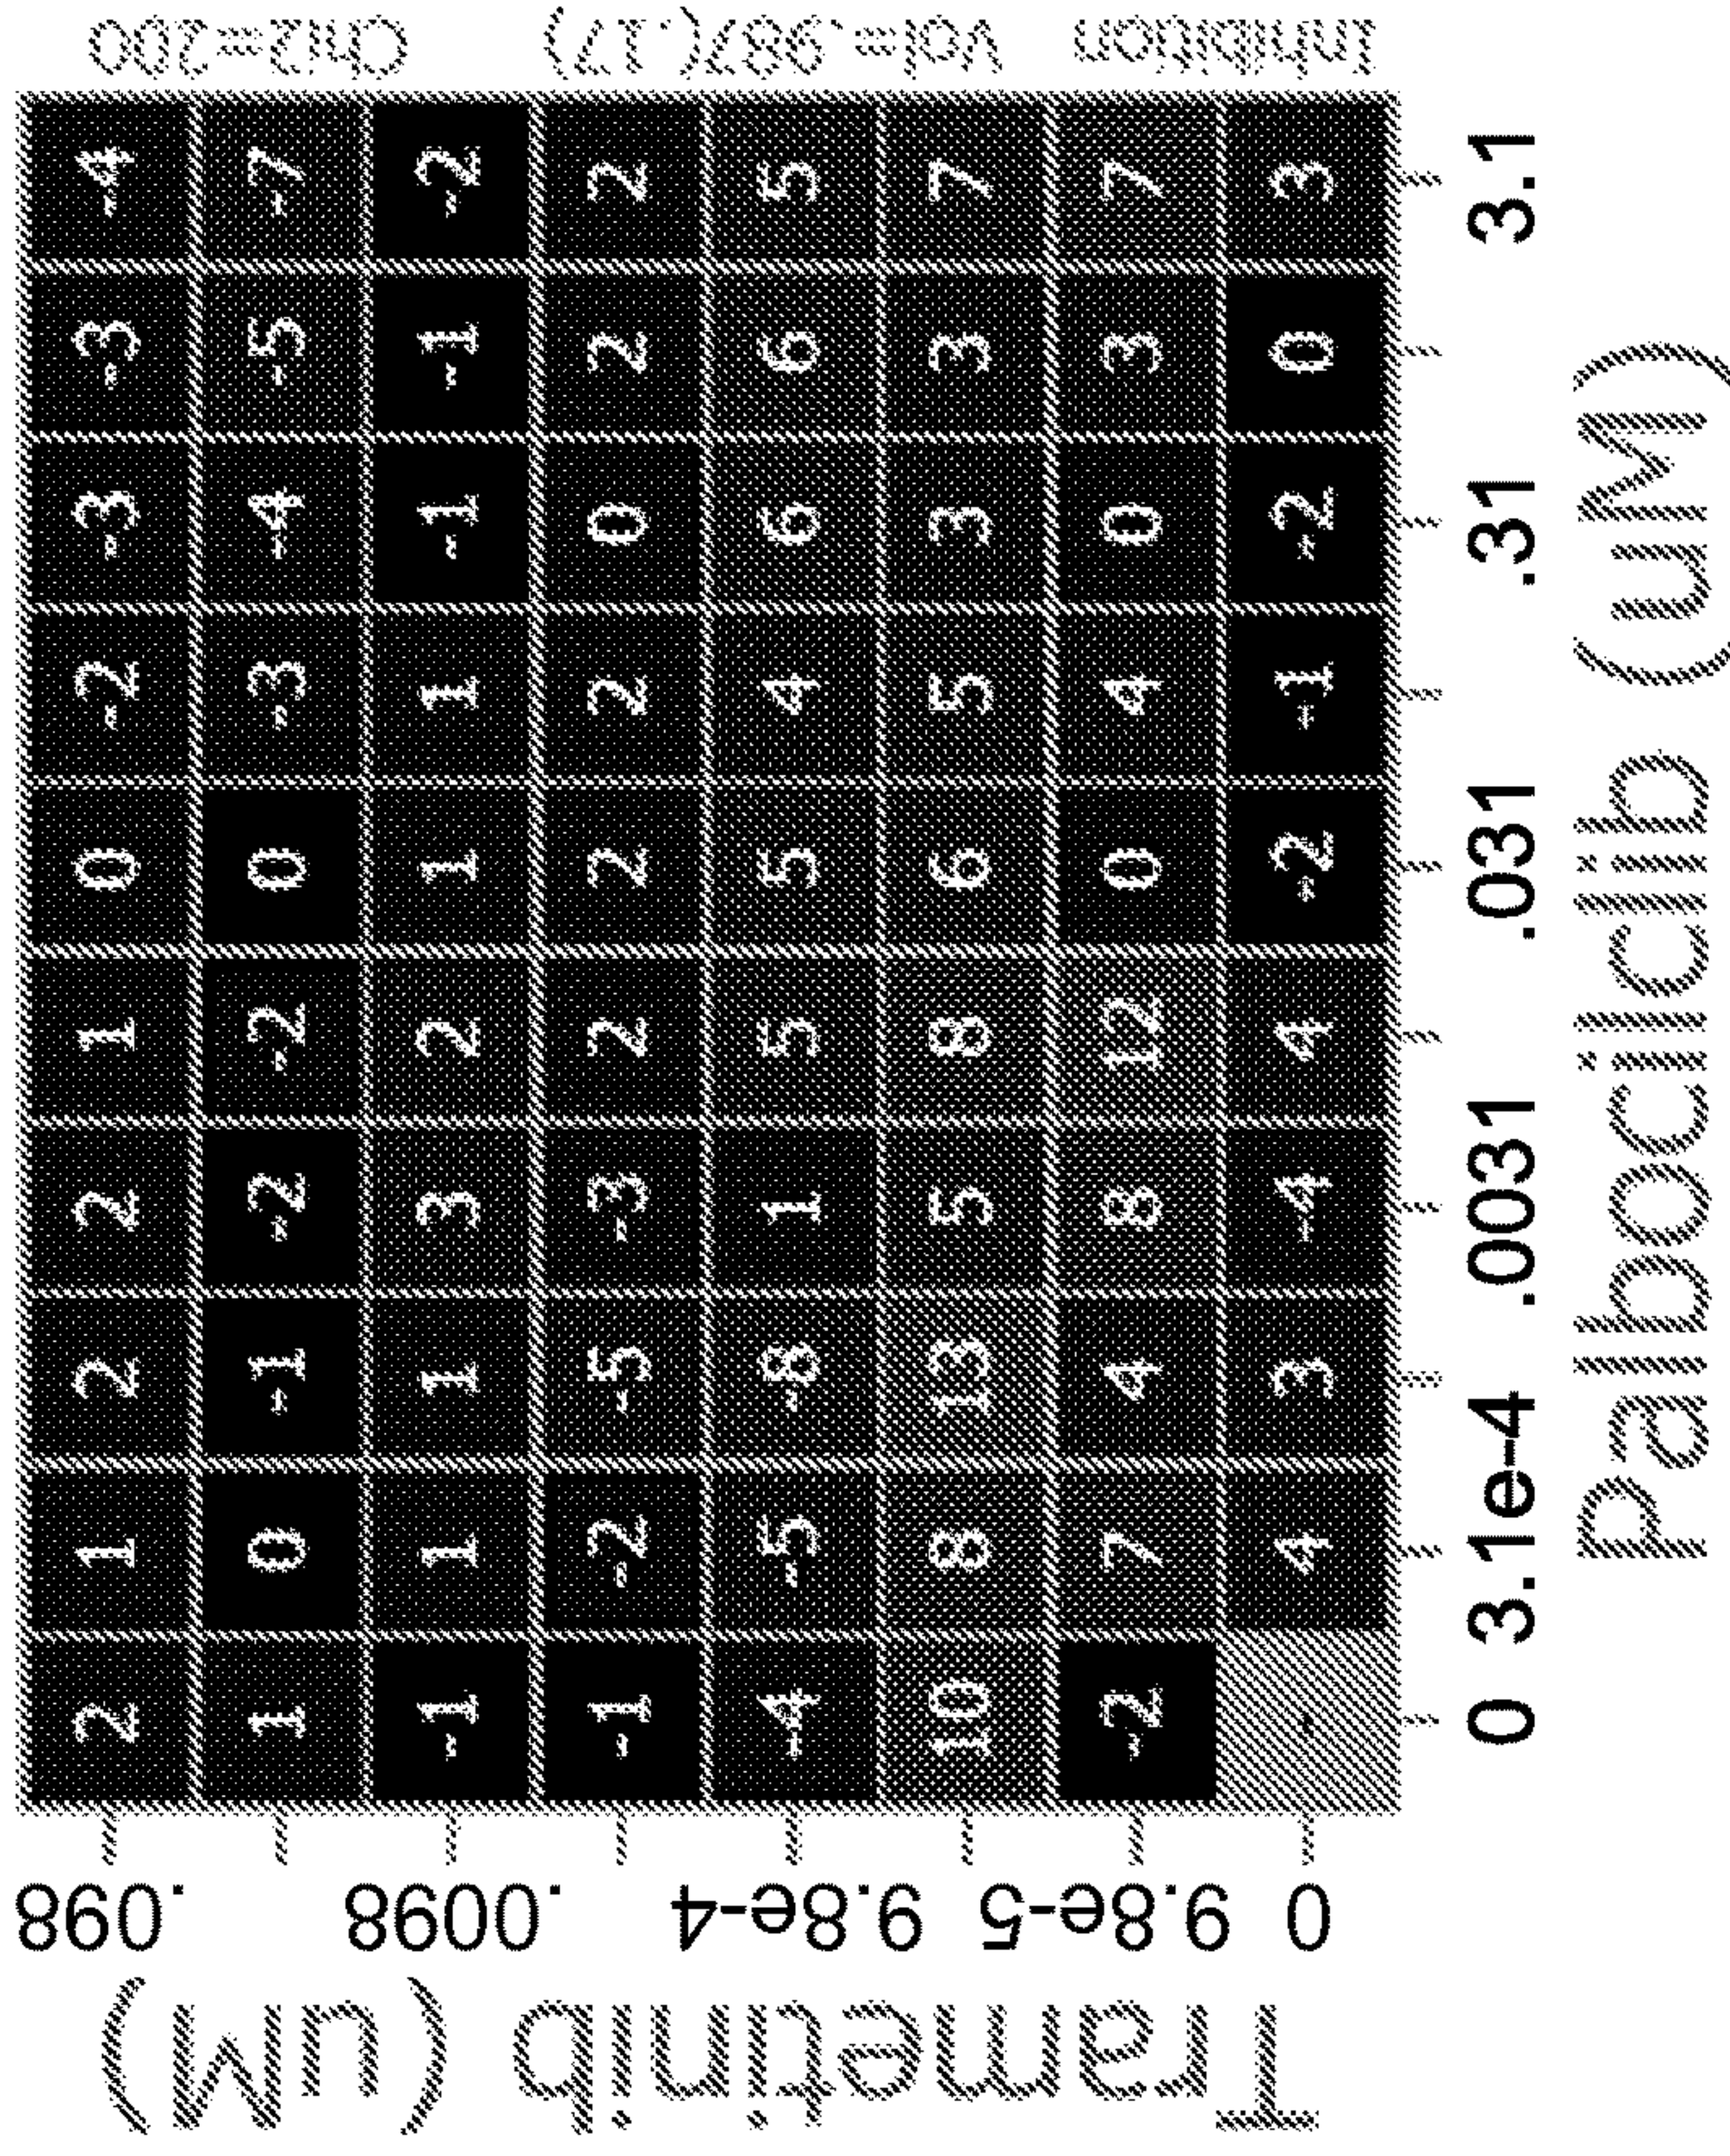 Trametinib (uM)
.098 2 1 2 2 1 0 -2 -3 -3 -4
1 0 -1 -2 -2 0 -3 -4 -5 -7
.0098 -1 1 1 3 2 1 1 -1 -1 -2
-1 -2 -5 -3 2 2 2 0 2 2
9.8e-4 -4 -5 -8 1 5 5 4 6 6 5
10 8 13 5 8 6 5 3 3 7
9.8e-5 -2 7 4 8 12 0 4 0 3 7
0 4 3 -4 4 -2 -1 -2 0 3
0 3.1e-4 .0031 .031 .31 3.1
Palbociclib (uM)
Inhibition
Vol=.987(.17)
Chi2=200